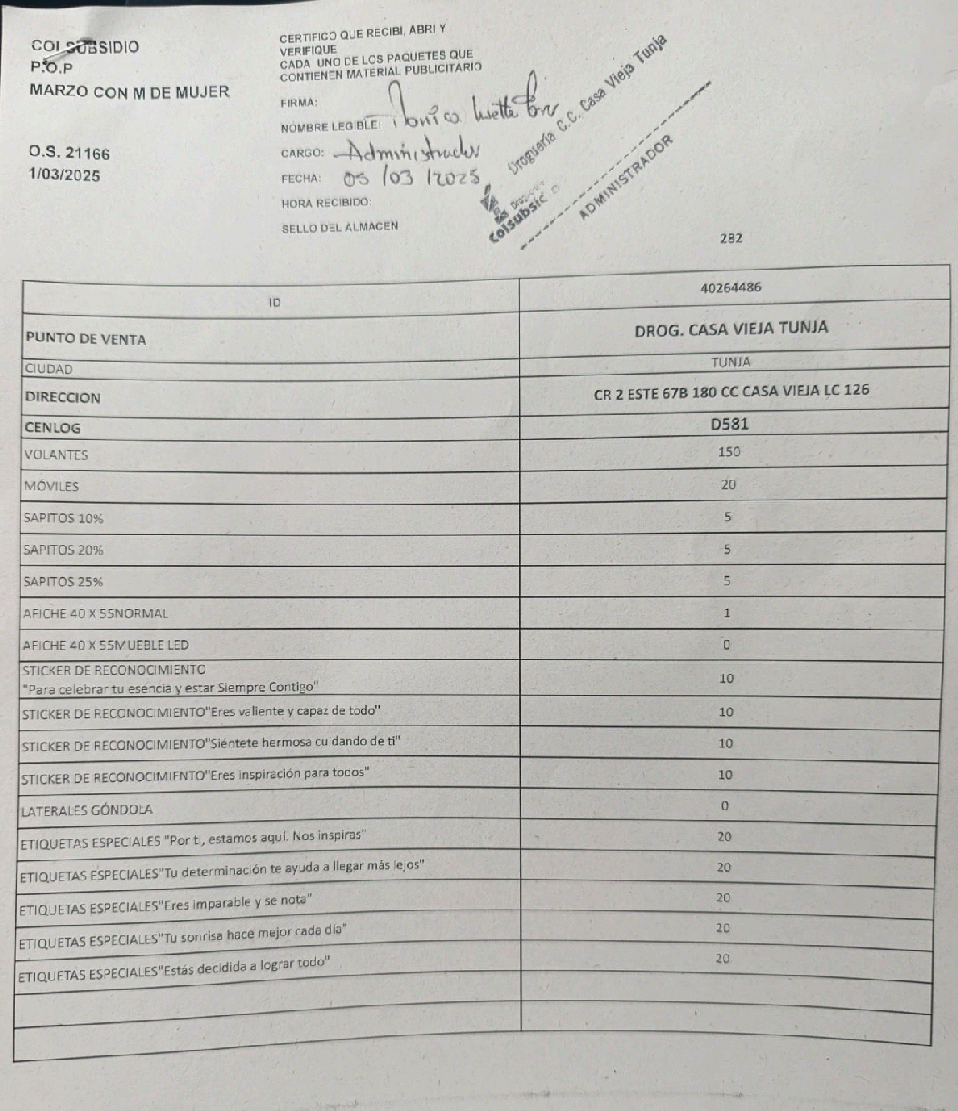 COLSUBSIDIO
P.O.P
MARZO CON M DE MUJER
O.S. 21166
1/03/2025
CERTIFICO QUE RECIBI, ABRI Y
VERIFIQUE
CADA UNO DE LOS PAQUETES QUE
CONTIENEN MATERIAL PUBLICITARIO
FIRMA:
NOMBRE LEGIBLE: Monica
CARGO: Administrador
FECHA: 05/03/2025
HORA RECIBIDO:
SELLO DEL ALMACEN
Droguería C.C. Casa Vieja Tunja
colsubsidio
ADMINISTRADOR
282
ID 40264486
PUNTO DE VENTA DROG. CASA VIEJA TUNJA
CIUDAD TUNJA
DIRECCION CR 2 ESTE 67B 180 CC CASA VIEJA LC 126
CENLOG D581
VOLANTES 150
MÓVILES 20
SAPITOS 10% 5
SAPITOS 20% 5
SAPITOS 25% 5
AFICHE 40 X 55NORMAL 1
AFICHE 40 X 55MUEBLE LED 0
STICKER DE RECONOCIMIENTO
"Para celebrar tu esencia y estar Siempre Contigo" 10
STICKER DE RECONOCIMIENTO"Eres valiente y capaz de todo" 10
STICKER DE RECONOCIMIENTO"Siéntete hermosa cuidando de ti" 10
STICKER DE RECONOCIMIENTO"Eres inspiración para todos" 10
LATERALES GÓNDOLA 0
ETIQUETAS ESPECIALES "Por ti, estamos aquí. Nos inspiras" 20
ETIQUETAS ESPECIALES"Tu determinación te ayuda a llegar más lejos" 20
ETIQUETAS ESPECIALES"Eres imparable y se nota" 20
ETIQUETAS ESPECIALES"Tu sonrisa hace mejor cada día" 20
ETIQUETAS ESPECIALES"Estás decidida a lograr todo" 20